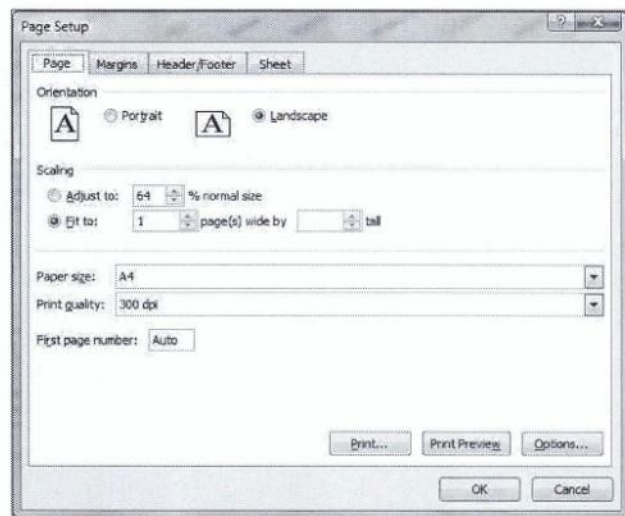 Page Setup
Page Margins Header/Footer Sheet
Orientation
A Portrait A Landscape
Scaling
Adjust to: 64 % normal size
Fit to: 1 page(s) wide by tall
Paper size: A4
Print quality: 300 dpi
First page number: Auto
Print... Print Preview Options...
OK Cancel